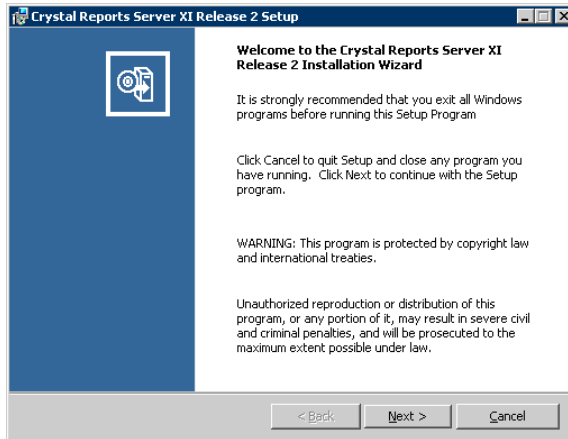 Crystal Reports Server XI Release 2 Setup
Welcome to the Crystal Reports Server XI
Release 2 Installation Wizard
It is strongly recommended that you exit all Windows
programs before running this Setup Program
Click Cancel to quit Setup and close any program you
have running.  Click Next to continue with the Setup
program.
WARNING: This program is protected by copyright law
and international treaties.
Unauthorized reproduction or distribution of this
program, or any portion of it, may result in severe civil
and criminal penalties, and will be prosecuted to the
maximum extent possible under law.
< Back Next > Cancel